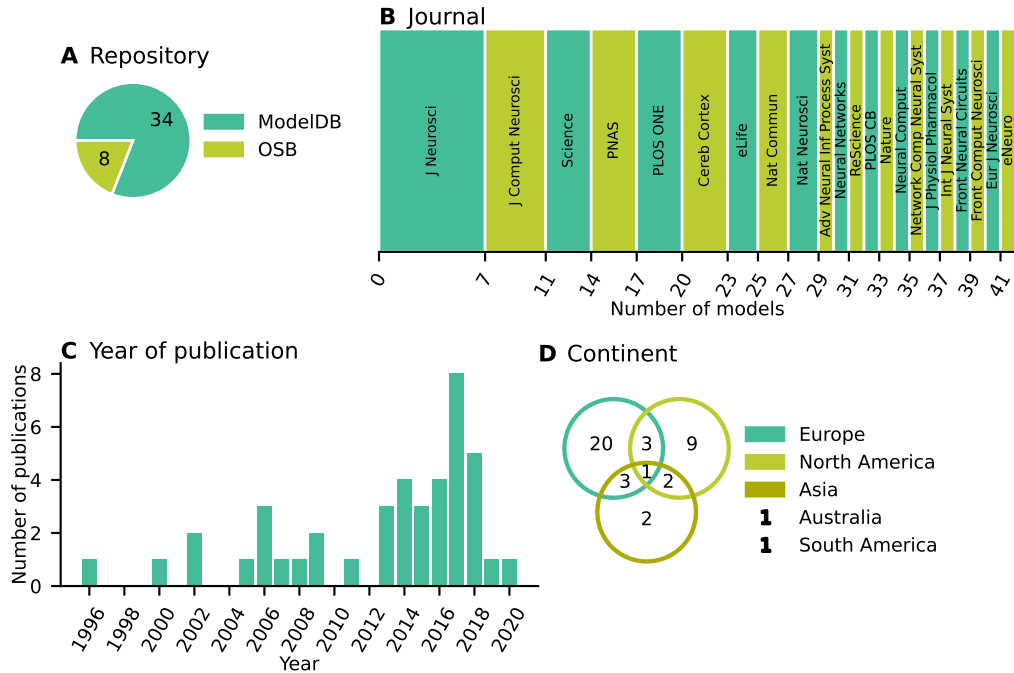 A Repository
34
8
ModelDB
OSB
B Journal
J Neurosci
J Comput Neurosci
Science
PNAS
PLOS ONE
Cereb Cortex
eLife
Nat Commun
Nat Neurosci
Adv Neural Inf Process Syst
Neural Networks
ReScience
PLOS CB
Nature
Neural Comput
Network Comp Neural Syst
J Physiol Pharmacol
Int J Neural Syst
Front Neural Circuits
Front Comput Neurosci
Eur J Neurosci
eNeuro
0 7 11 14 17 20 23 25 27 29 31 33 35 37 39 41
Number of models
C Year of publication
Number of publications
8
6
4
2
0
1996 1998 2000 2002 2004 2006 2008 2010 2012 2014 2016 2018 2020
Year
D Continent
20 3 9
1
3 2
2
Europe
North America
Asia
1 Australia
1 South America